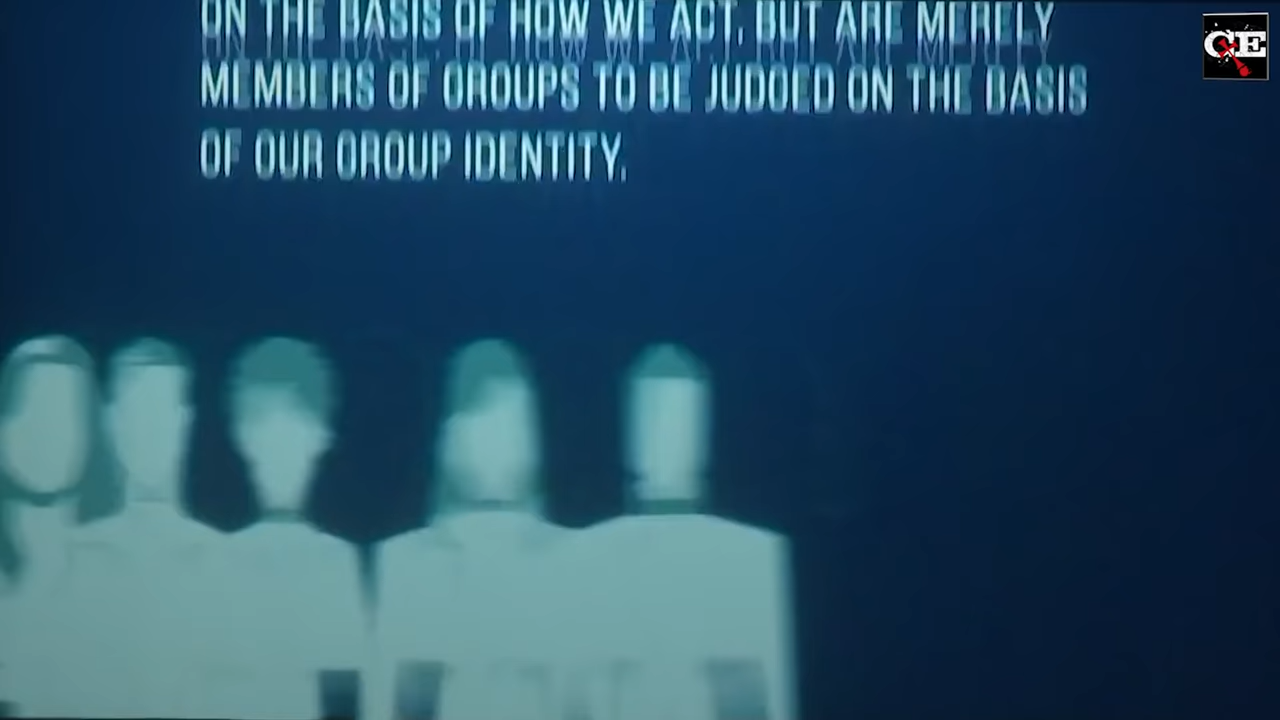 ON THE BASIS OF HOW WE ACT, BUT ARE MERELY
MEMBERS OF GROUPS TO BE JUDGED ON THE BASIS
OF OUR GROUP IDENTITY.
CE